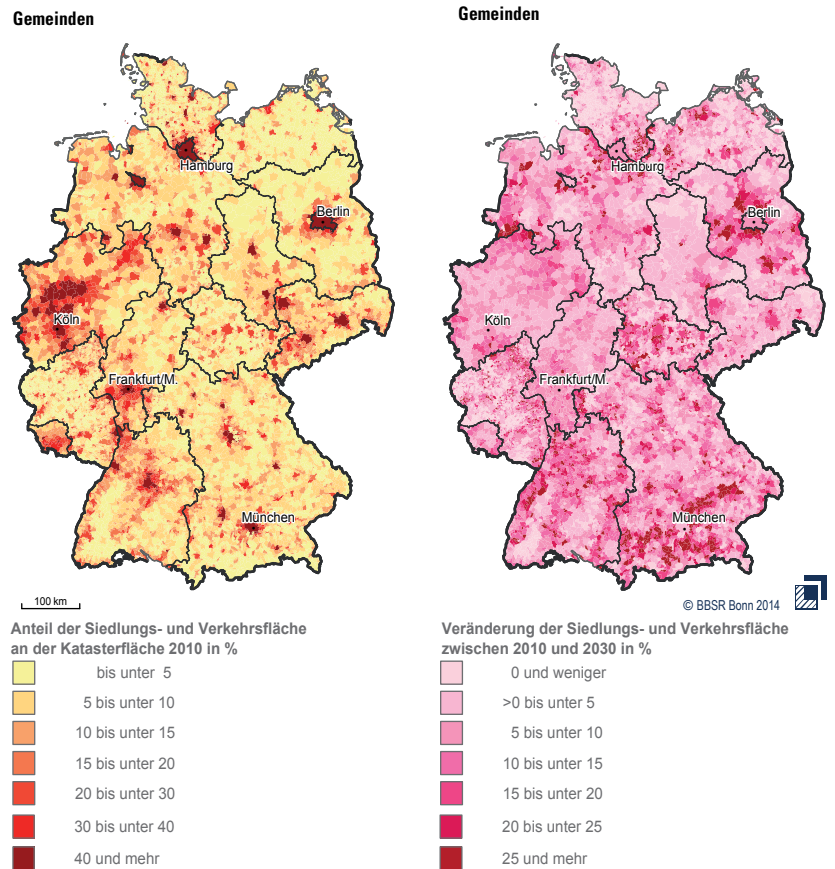 Gemeinden
Hamburg
Berlin
Köln
Frankfurt/M.
München
100 km
Anteil der Siedlungs- und Verkehrsfläche
an der Katasterfläche 2010 in %
bis unter 5
5 bis unter 10
10 bis unter 15
15 bis unter 20
20 bis unter 30
30 bis unter 40
40 und mehr
Gemeinden
Hamburg
Berlin
Köln
Frankfurt/M.
München
© BBSR Bonn 2014
Veränderung der Siedlungs- und Verkehrsfläche
zwischen 2010 und 2030 in %
0 und weniger
>0 bis unter 5
5 bis unter 10
10 bis unter 15
15 bis unter 20
20 bis unter 25
25 und mehr